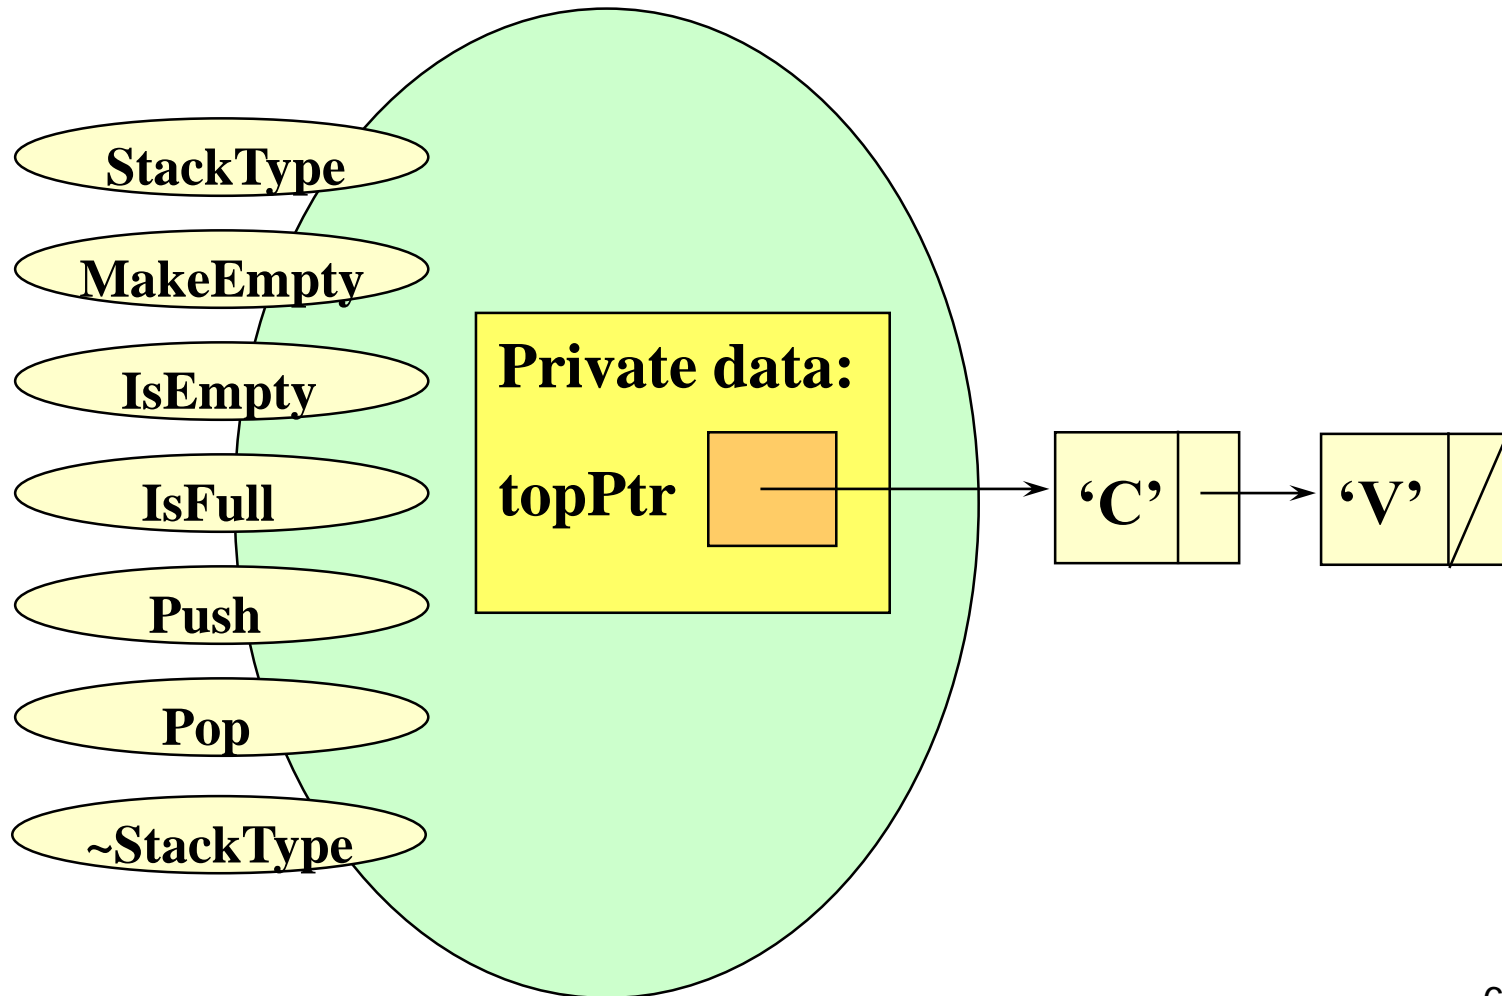 StackType
MakeEmpty
IsEmpty
IsFull
Push
Pop
~StackType
Private data:
topPtr
‘C’
‘V’